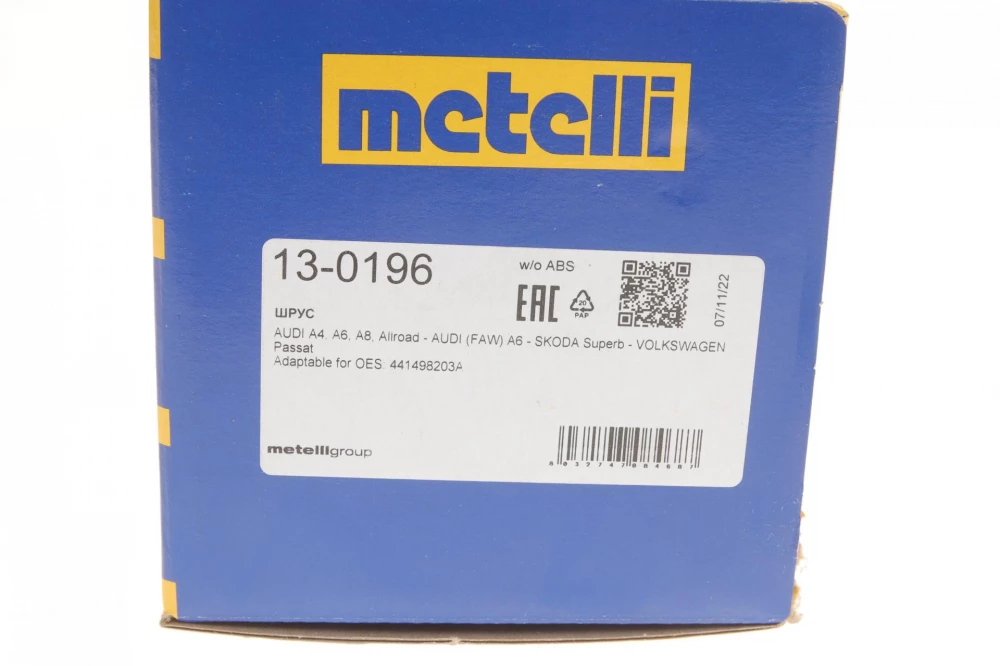 metelli
13-0196
w/o ABS
EAC
20
PAP
07/11/22
ШРУС
AUDI A4, A6, A8, Allroad - AUDI (FAW) A6 - SKODA Superb - VOLKSWAGEN
Passat
Adaptable for OES: 441498203A
metelligroup
8032747084687